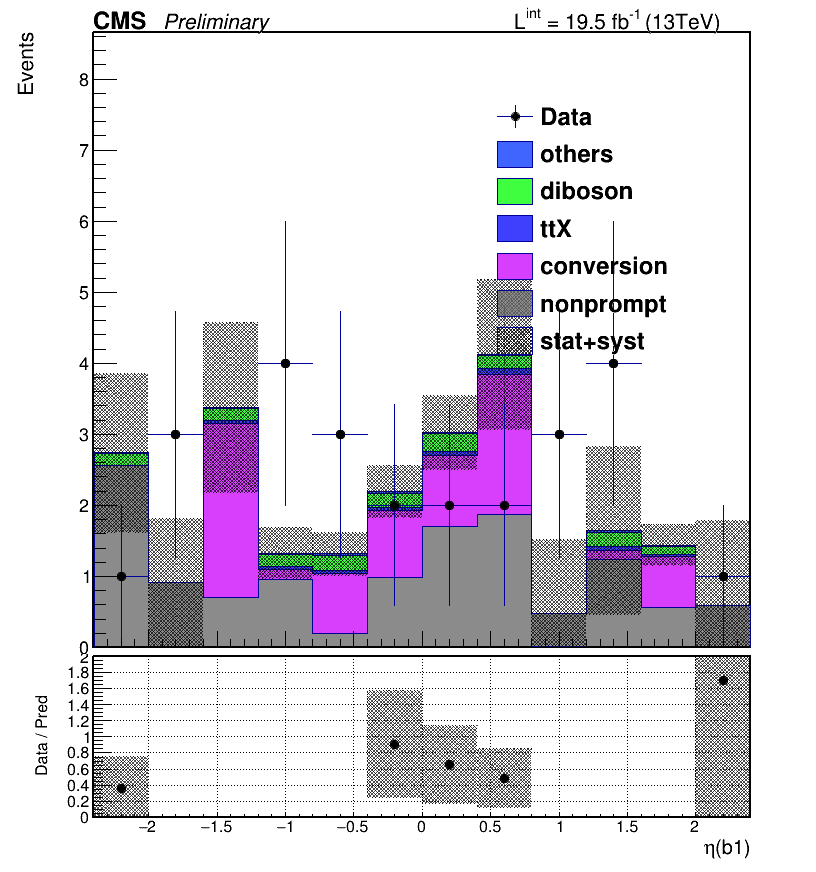 CMS Preliminary L^int = 19.5 fb^-1 (13TeV)
Events
8
7
6
5
4
3
2
1
0
Data
others
diboson
ttX
conversion
nonprompt
stat+syst
Data / Pred
2
1.8
1.6
1.4
1.2
1
0.8
0.6
0.4
0.2
0
−2 −1.5 −1 −0.5 0 0.5 1 1.5 2
η(b1)